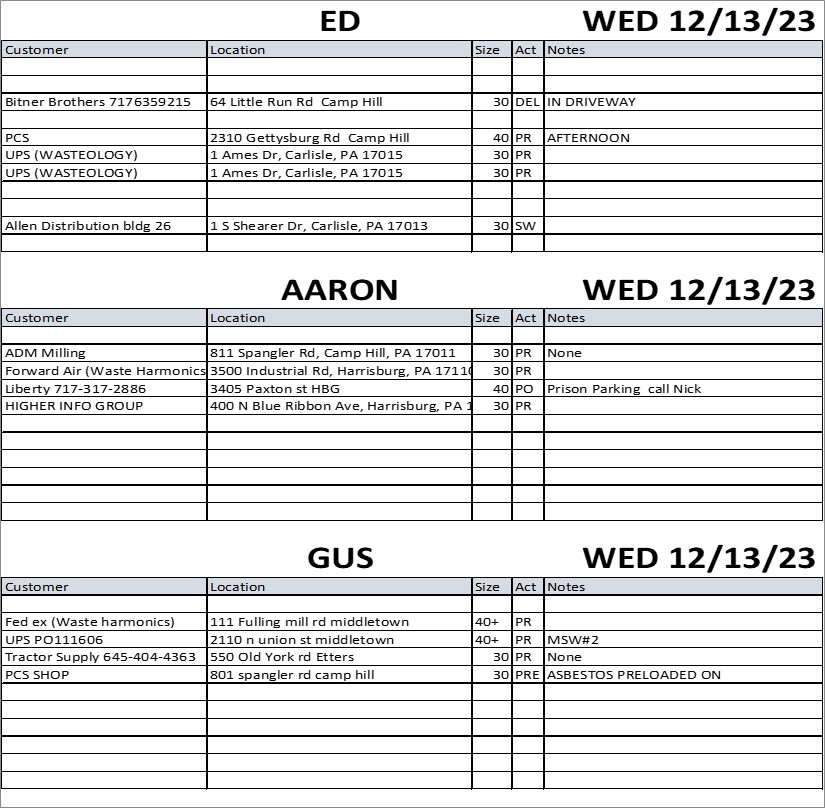 ED WED 12/13/23
Customer Location Size Act Notes
Bitner Brothers 7176359215 64 Little Run Rd Camp Hill 30 DEL IN DRIVEWAY
PCS 2310 Gettysburg Rd Camp Hill 40 PR AFTERNOON
UPS (WASTEOLOGY) 1 Ames Dr, Carlisle, PA 17015 30 PR
UPS (WASTEOLOGY) 1 Ames Dr, Carlisle, PA 17015 30 PR
Allen Distribution bldg 26 1 S Shearer Dr, Carlisle, PA 17013 30 SW
AARON WED 12/13/23
Customer Location Size Act Notes
ADM Milling 811 Spangler Rd, Camp Hill, PA 17011 30 PR None
Forward Air (Waste Harmonics 3500 Industrial Rd, Harrisburg, PA 17110 30 PR
Liberty 717-317-2886 3405 Paxton st HBG 40 PO Prison Parking call Nick
HIGHER INFO GROUP 400 N Blue Ribbon Ave, Harrisburg, PA 1 30 PR
GUS WED 12/13/23
Customer Location Size Act Notes
Fed ex (Waste harmonics) 111 Fulling mill rd middletown 40+ PR
UPS PO111606 2110 n union st middletown 40+ PR MSW#2
Tractor Supply 645-404-4363 550 Old York rd Etters 30 PR None
PCS SHOP 801 spangler rd camp hill 30 PRE ASBESTOS PRELOADED ON